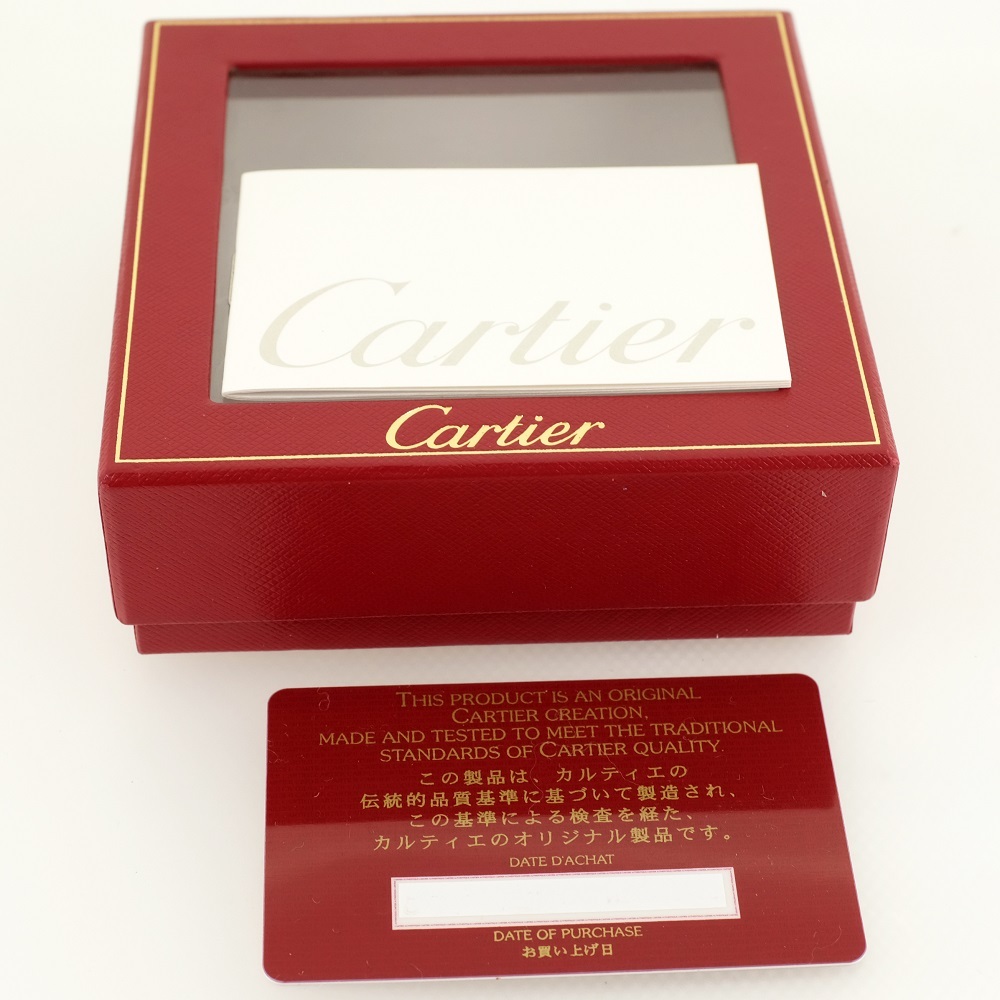 Cartier
Cartier
THIS PRODUCT IS AN ORIGINAL
CARTIER CREATION,
MADE AND TESTED TO MEET THE TRADITIONAL
STANDARDS OF CARTIER QUALITY.
この製品は、カルティエの
伝統的品質基準に基づいて製造され、
この基準による検査を経た、
カルティエのオリジナル製品です。
DATE D'ACHAT
DATE OF PURCHASE
お買い上げ日